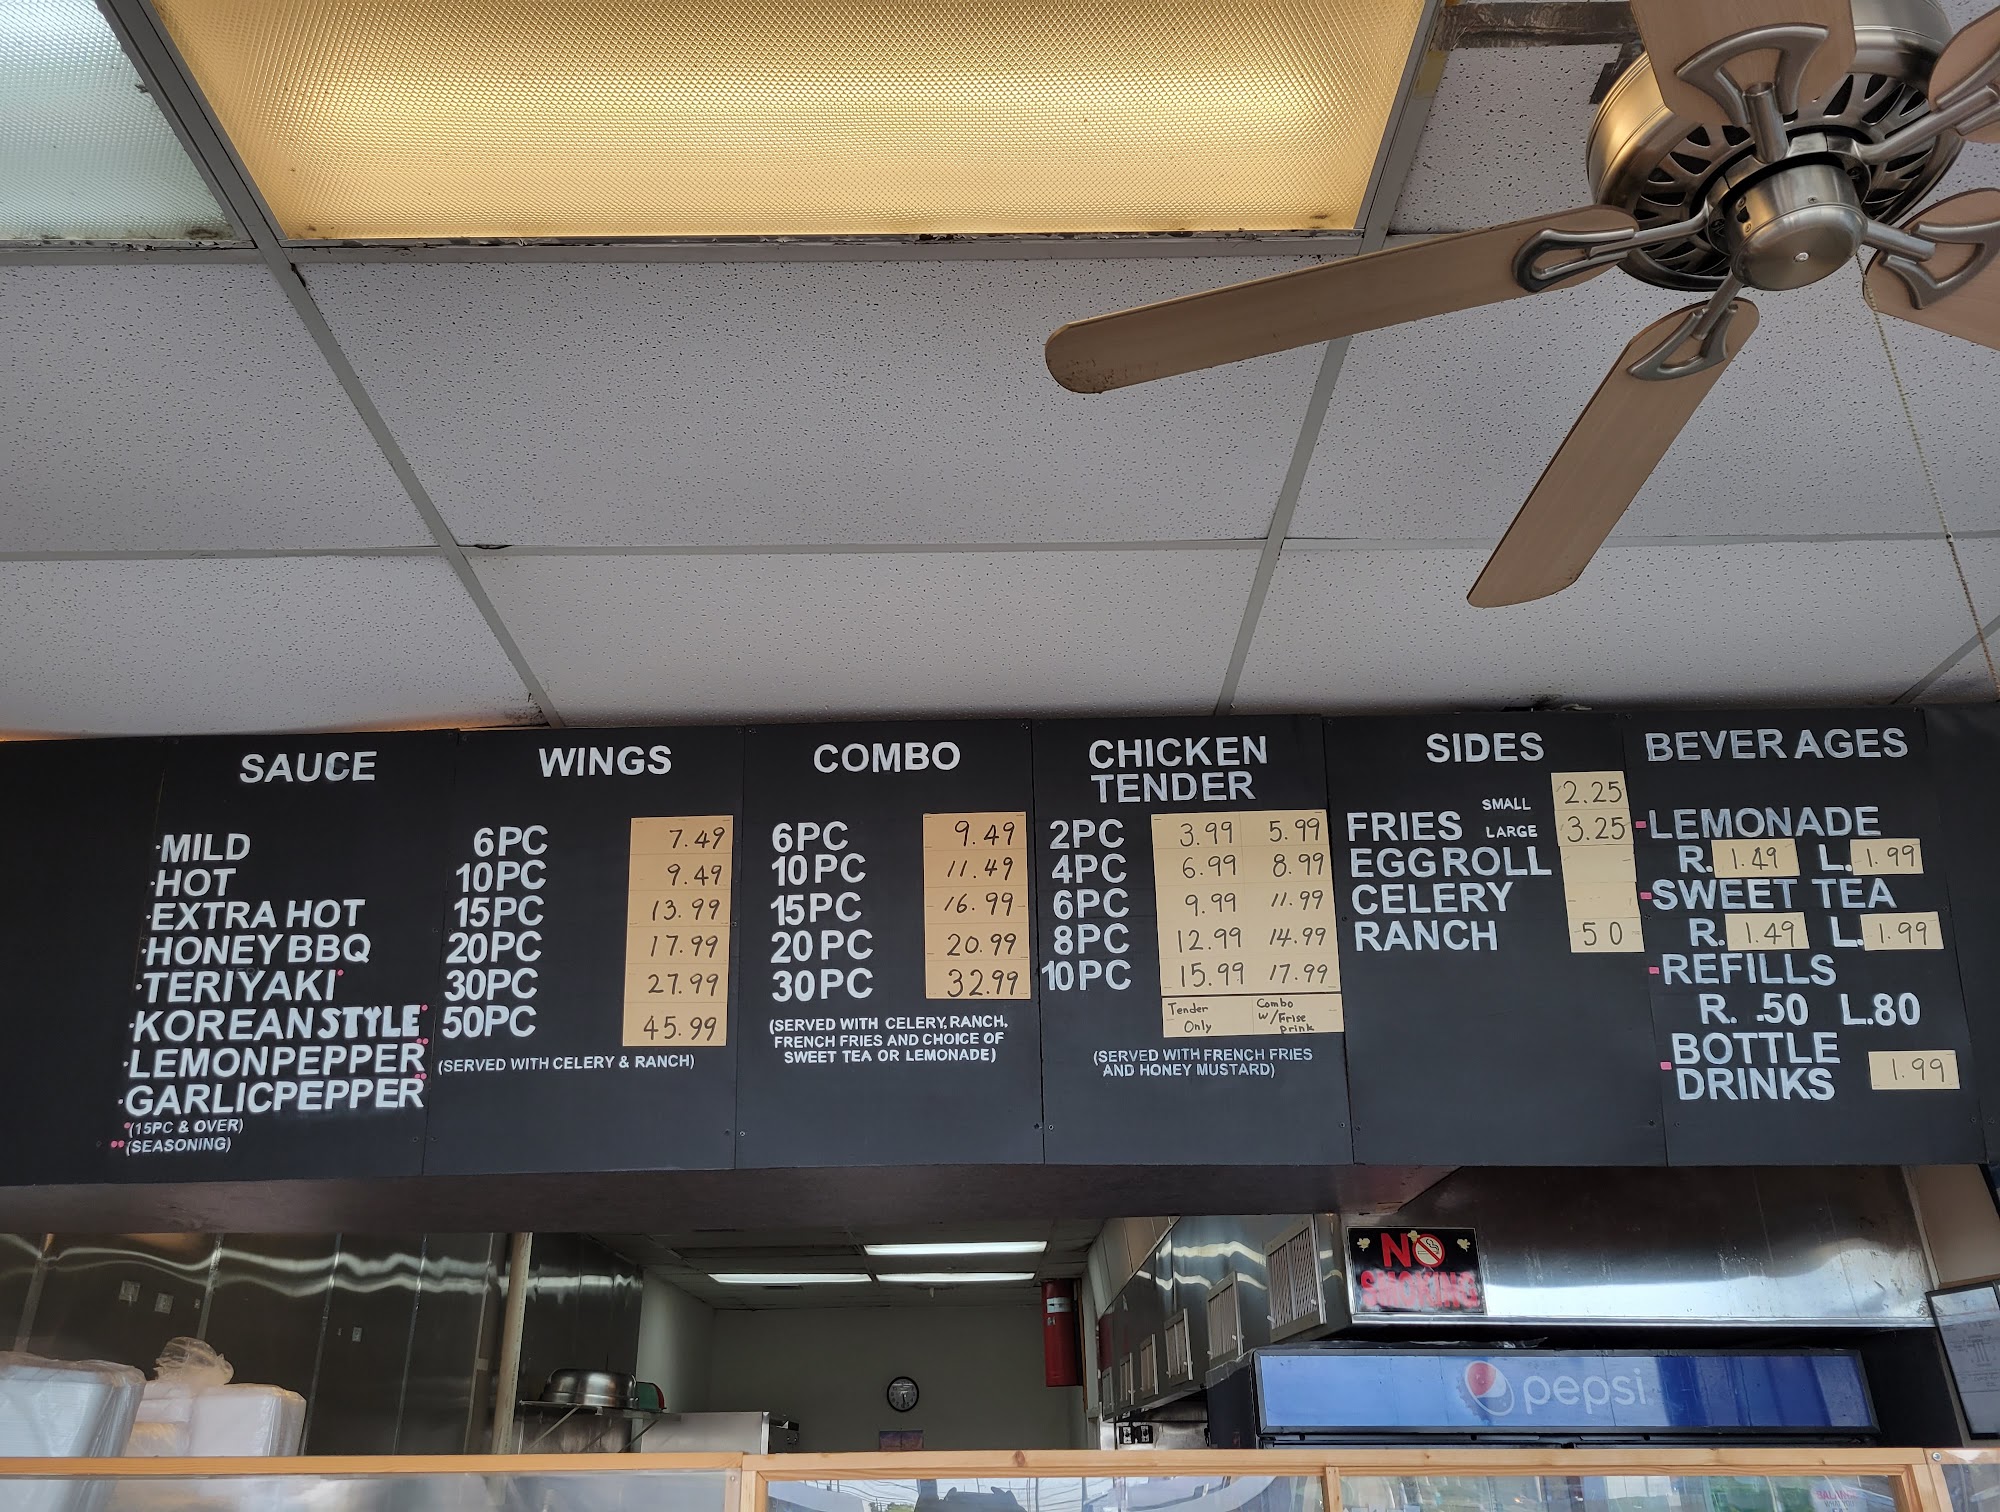 SAUCE
·MILD
·HOT
·EXTRA HOT
·HONEY BBQ
·TERIYAKI
·KOREAN STYLE
·LEMONPEPPER
·GARLICPEPPER
(15PC & OVER)
(SEASONING)
WINGS
6PC 7.49
10PC 9.49
15PC 13.99
20PC 17.99
30PC 27.99
50PC 45.99
(SERVED WITH CELERY & RANCH)
COMBO
6PC 9.49
10PC 11.49
15PC 16.99
20PC 20.99
30PC 32.99
(SERVED WITH CELERY, RANCH,
FRENCH FRIES AND CHOICE OF
SWEET TEA OR LEMONADE)
CHICKEN
TENDER
2PC 3.99 5.99
4PC 6.99 8.99
6PC 9.99 11.99
8PC 12.99 14.99
10PC 15.99 17.99
Tender
Only
Combo
w/Frise
Drink
(SERVED WITH FRENCH FRIES
AND HONEY MUSTARD)
SIDES
SMALL 2.25
FRIES LARGE 3.25
EGGROLL
CELERY
RANCH 50
BEVERAGES
LEMONADE
R. 1.49 L. 1.99
SWEET TEA
R. 1.49 L. 1.99
REFILLS
R. .50 L.80
BOTTLE
DRINKS 1.99
NO
SMOKING
pepsi